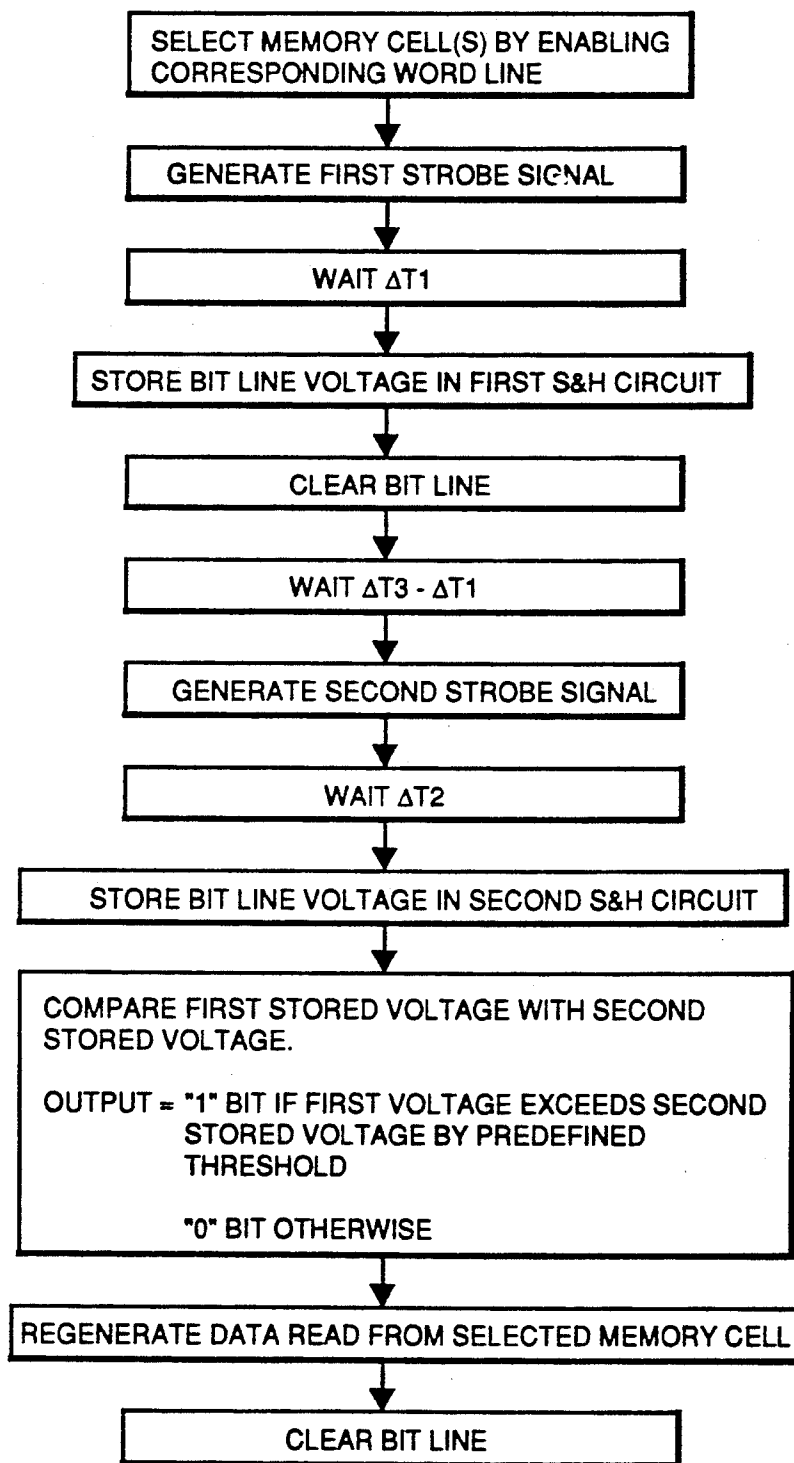 SELECT MEMORY CELL(S) BY ENABLING
CORRESPONDING WORD LINE
GENERATE FIRST STROBE SIGNAL
WAIT ΔT1
STORE BIT LINE VOLTAGE IN FIRST S&H CIRCUIT
CLEAR BIT LINE
WAIT ΔT3 - ΔT1
GENERATE SECOND STROBE SIGNAL
WAIT ΔT2
STORE BIT LINE VOLTAGE IN SECOND S&H CIRCUIT
COMPARE FIRST STORED VOLTAGE WITH SECOND
STORED VOLTAGE.
OUTPUT = "1" BIT IF FIRST VOLTAGE EXCEEDS SECOND
STORED VOLTAGE BY PREDEFINED
THRESHOLD
"0" BIT OTHERWISE
REGENERATE DATA READ FROM SELECTED MEMORY CELL
CLEAR BIT LINE